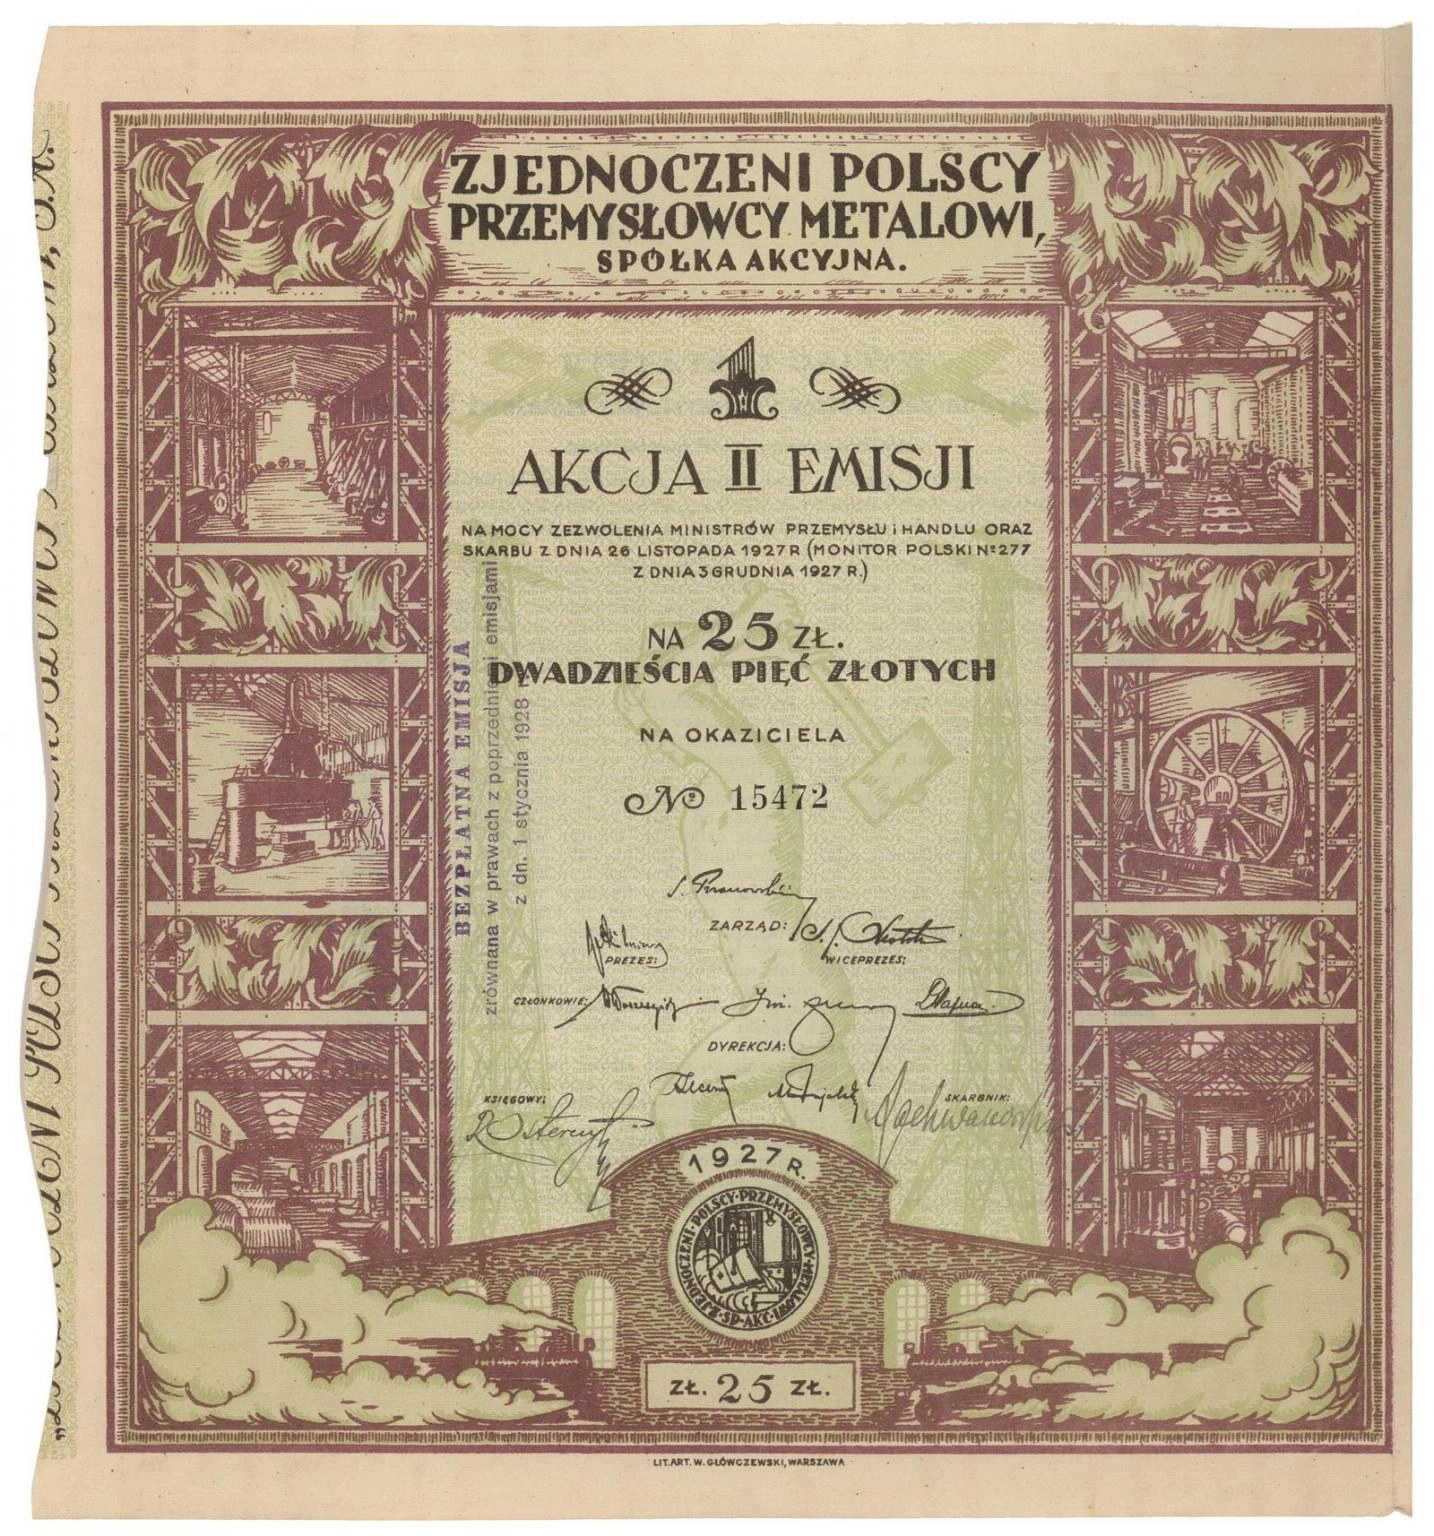 ZJEDNOCZENI POLSCY
PRZEMYSŁOWCY METALOWI,
SPÓŁKA AKCYJNA.
1
AKCJA II EMISJI
NA MOCY ZEZWOLENIA MINISTRÓW PRZEMYSŁU i HANDLU ORAZ
SKARBU Z DNIA 26 LISTOPADA 1927 R (MONITOR POLSKI № 277
Z DNIA 3 GRUDNIA 1927 R.)
NA 25 ZŁ.
DWADZIEŚCIA PIĘĆ ZŁOTYCH
NA OKAZICIELA
№ 15472
BEZPŁATNA EMISJA
zrównana w prawach z poprzedniemi emisjami
z dn. 1 stycznia 1928 r.
ZARZĄD:
PREZES:
WICEPREZES:
CZŁONKOWIE:
DYREKCJA:
KSIĘGOWY:
SKARBNIK:
1927 R.
ZJEDNOCZENI·POLSCY·PRZEMYSŁOWCY·METALOWI·SP·AKC·
ZŁ. 25 ZŁ.
LIT. ART. W. GŁÓWCZEWSKI, WARSZAWA